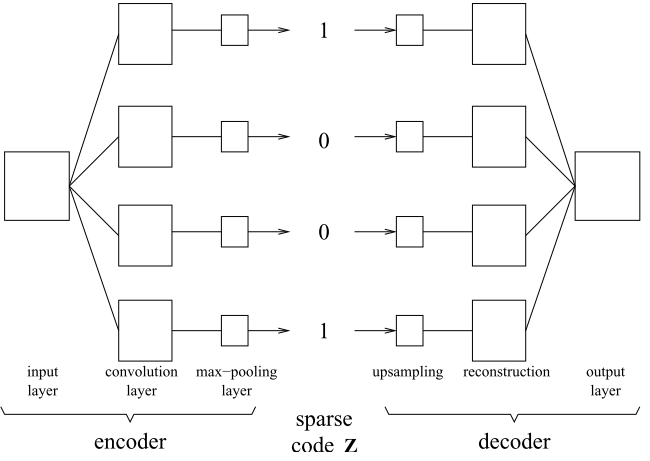 1
0
0
1
input
layer
convolution
layer
max−pooling
layer
upsampling
reconstruction
output
layer
encoder
sparse
code Z
decoder